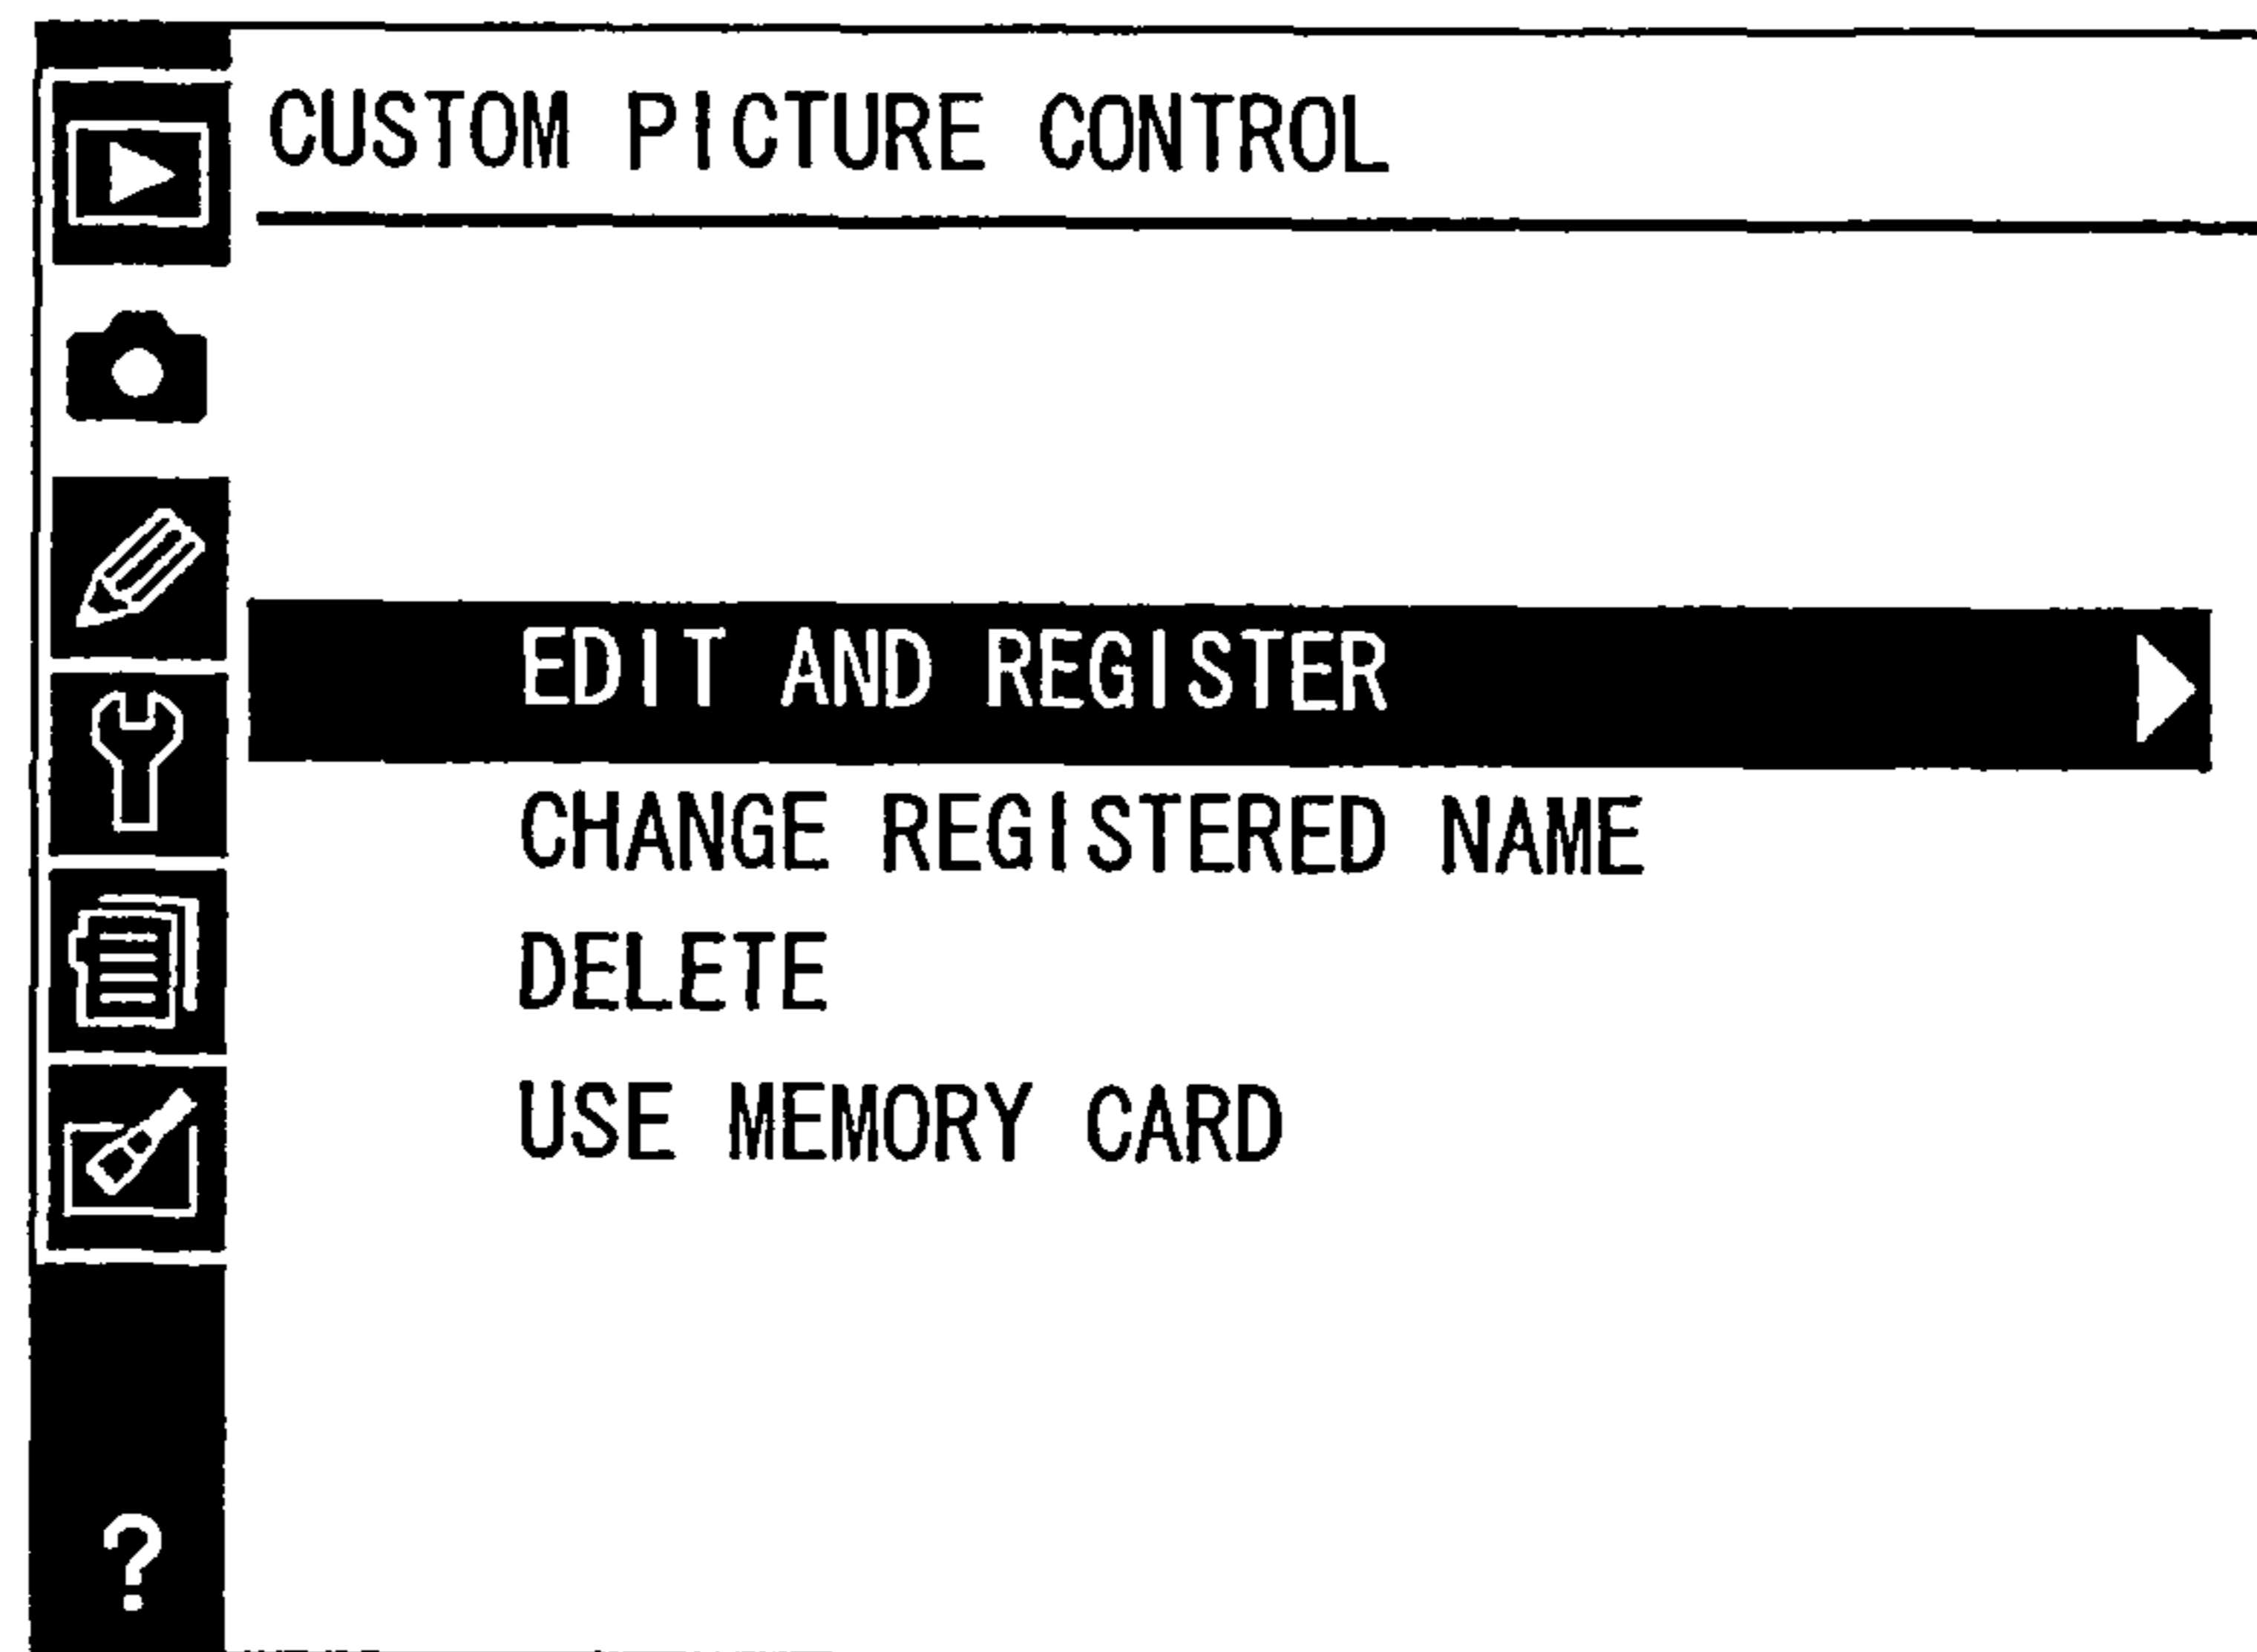 CUSTOM PICTURE CONTROL
EDIT AND REGISTER
CHANGE REGISTERED NAME
DELETE
USE MEMORY CARD
?